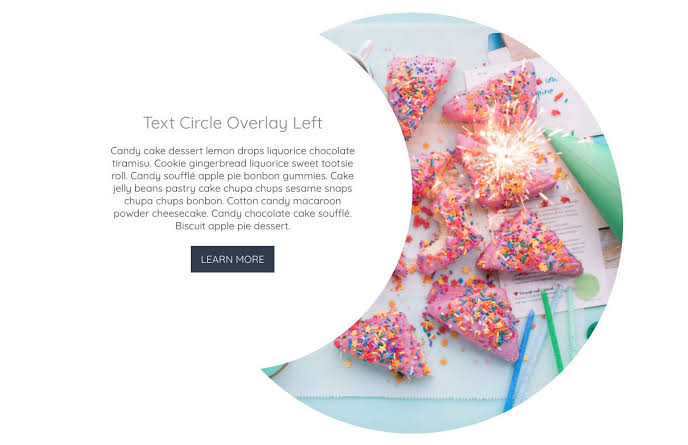 Text Circle Overlay Left
Candy cake dessert lemon drops liquorice chocolate
tiramisu. Cookie gingerbread liquorice sweet tootsie
roll. Candy soufflé apple pie bonbon gummies. Cake
jelly beans pastry cake chupa chups sesame snaps
chupa chups bonbon. Cotton candy macaroon
powder cheesecake. Candy chocolate cake soufflé.
Biscuit apple pie dessert.
LEARN MORE